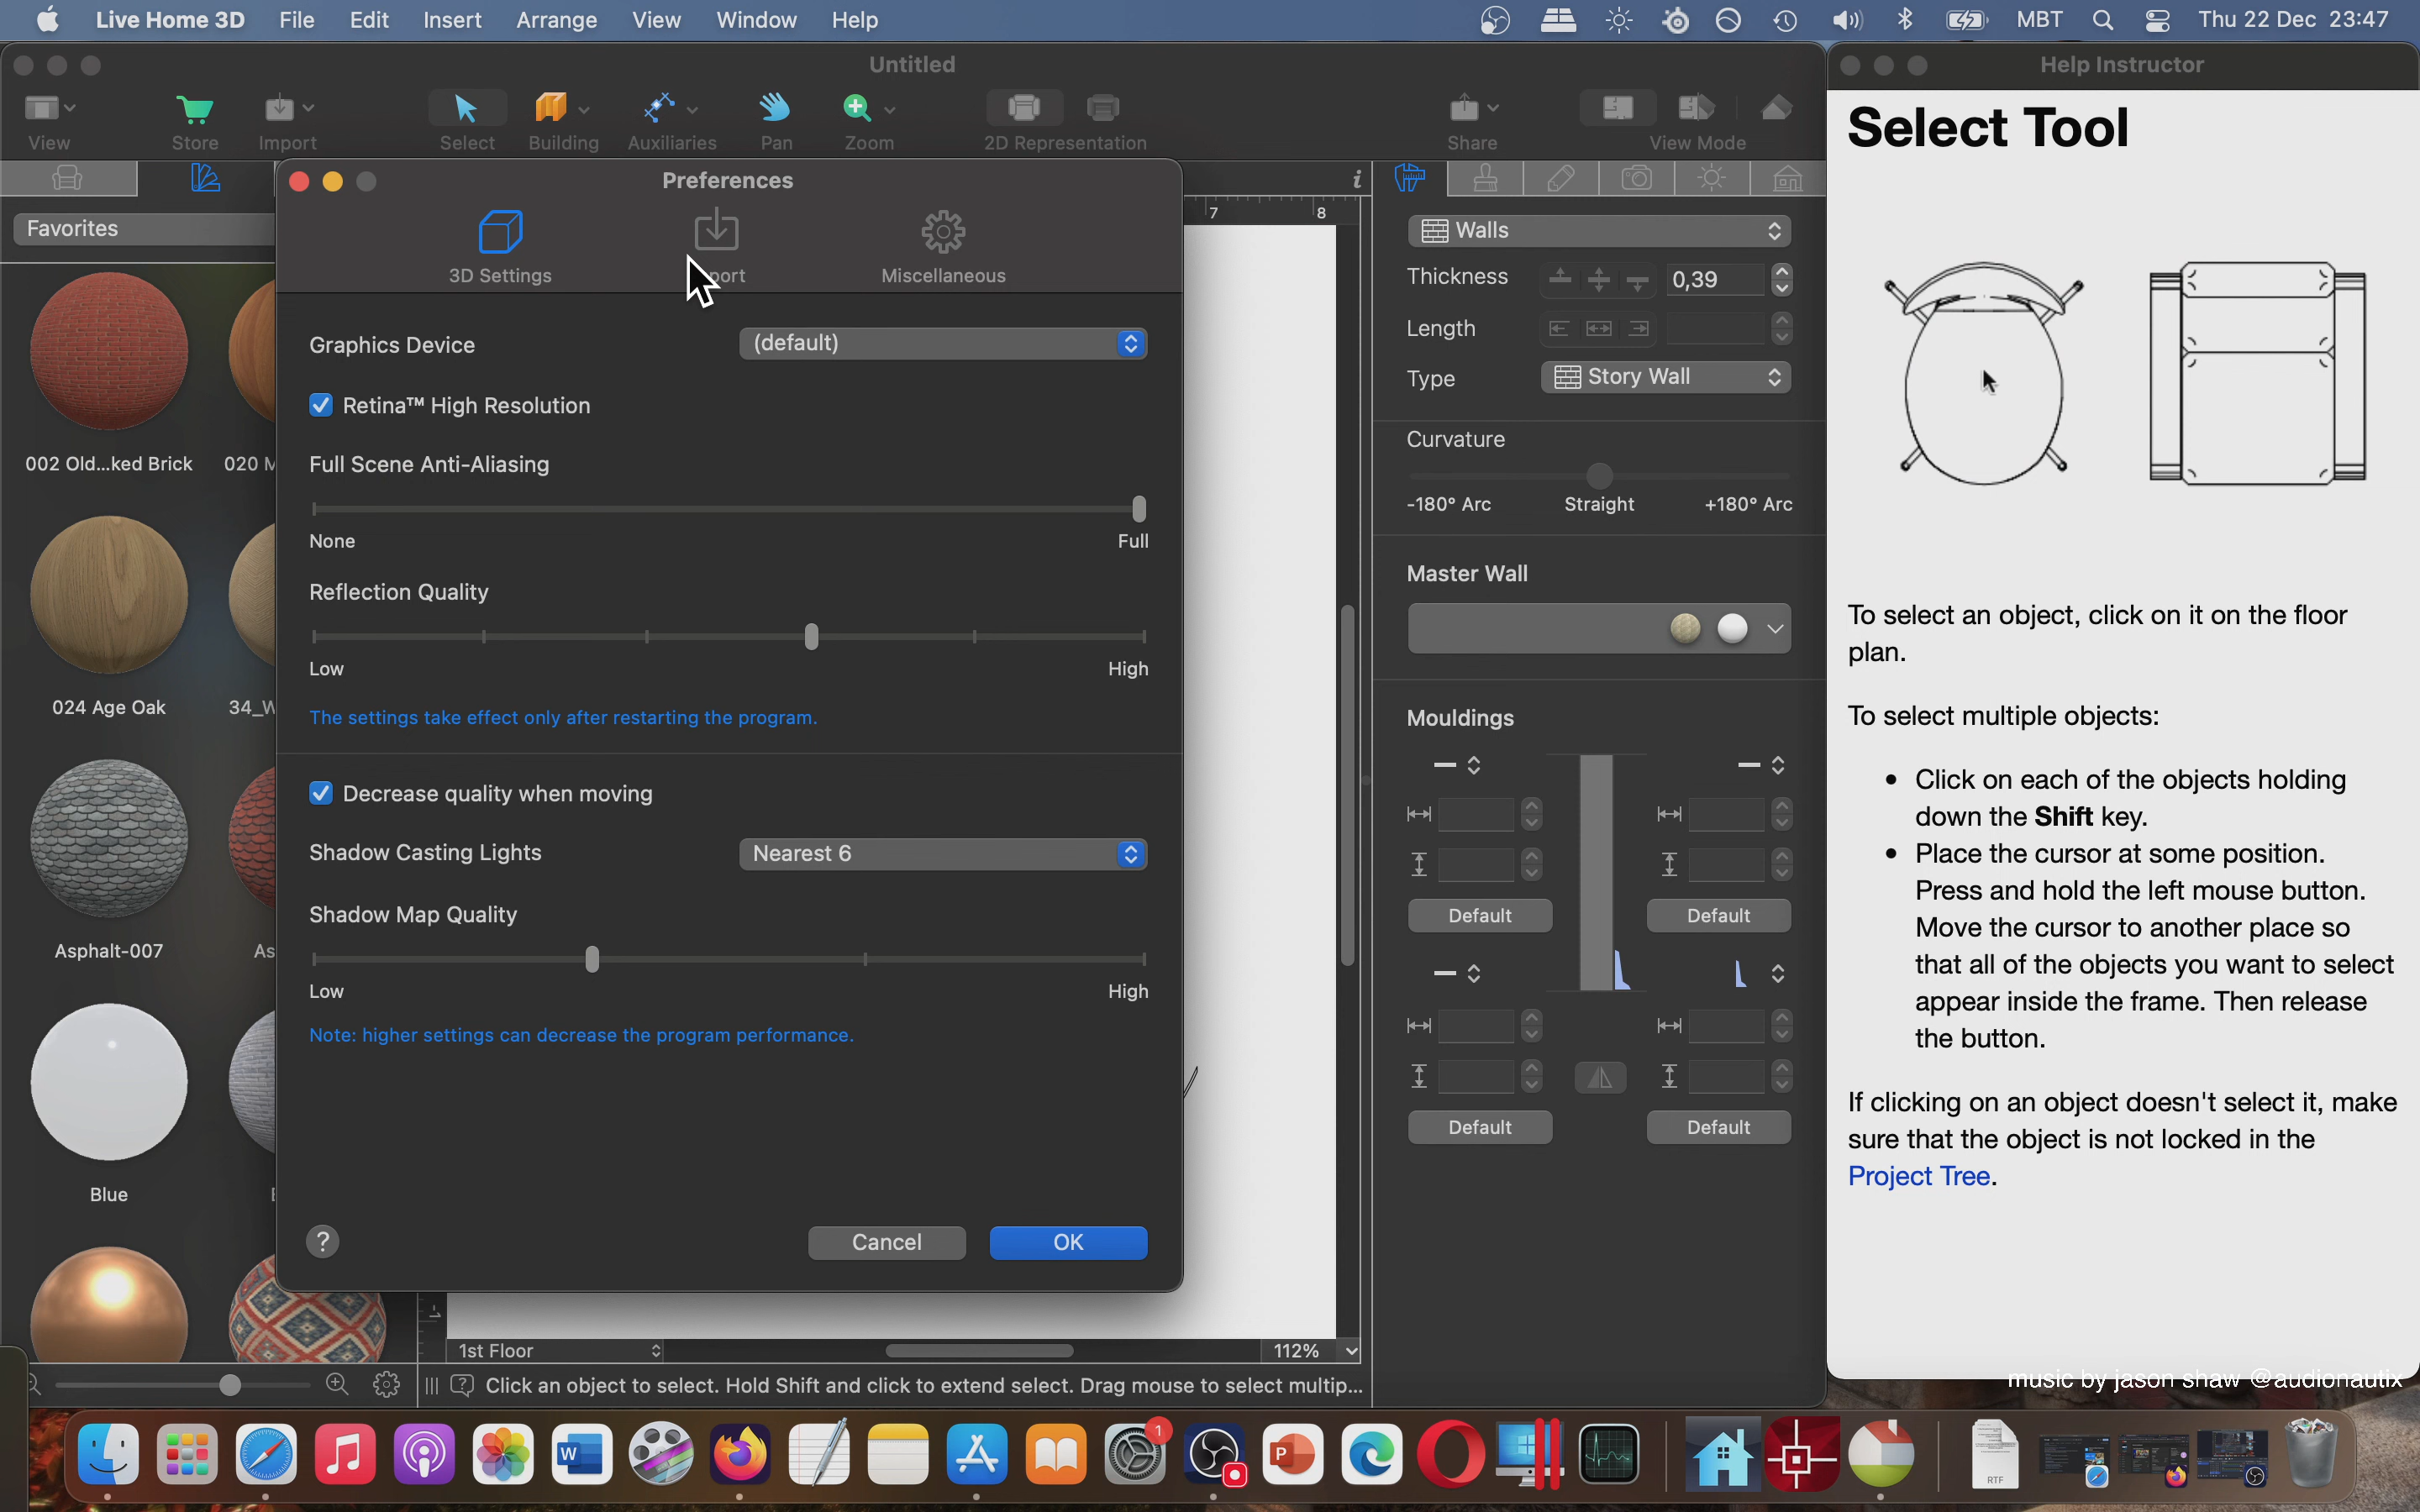 Live Home 3D File Edit Insert Arrange View Window Help MBT Thu 22 Dec 23:47
Untitled
View Store Import Select Building Auxiliaries Pan Zoom 2D Representation Share View Mode
Favorites
002 Old...ked Brick
024 Age Oak
Asphalt-007
Blue
Preferences
3D Settings Miscellaneous
Graphics Device (default)
Retina™ High Resolution
Full Scene Anti-Aliasing
None Full
Reflection Quality
Low High
The settings take effect only after restarting the program.
Decrease quality when moving
Shadow Casting Lights Nearest 6
Shadow Map Quality
Low High
Note: higher settings can decrease the program performance.
? Cancel OK
7 8
i
1st Floor 112%
Click an object to select. Hold Shift and click to extend select. Drag mouse to select multip...
Walls
Thickness 0,39
Length
Type Story Wall
Curvature
-180° Arc Straight +180° Arc
Master Wall
Mouldings
Default Default
Default Default
Help Instructor
Select Tool
To select an object, click on it on the floor
plan.
To select multiple objects:
• Click on each of the objects holding
down the Shift key.
• Place the cursor at some position.
Press and hold the left mouse button.
Move the cursor to another place so
that all of the objects you want to select
appear inside the frame. Then release
the button.
If clicking on an object doesn't select it, make
sure that the object is not locked in the
Project Tree.
music by jason shaw @audionautix
W
1
P
RTF